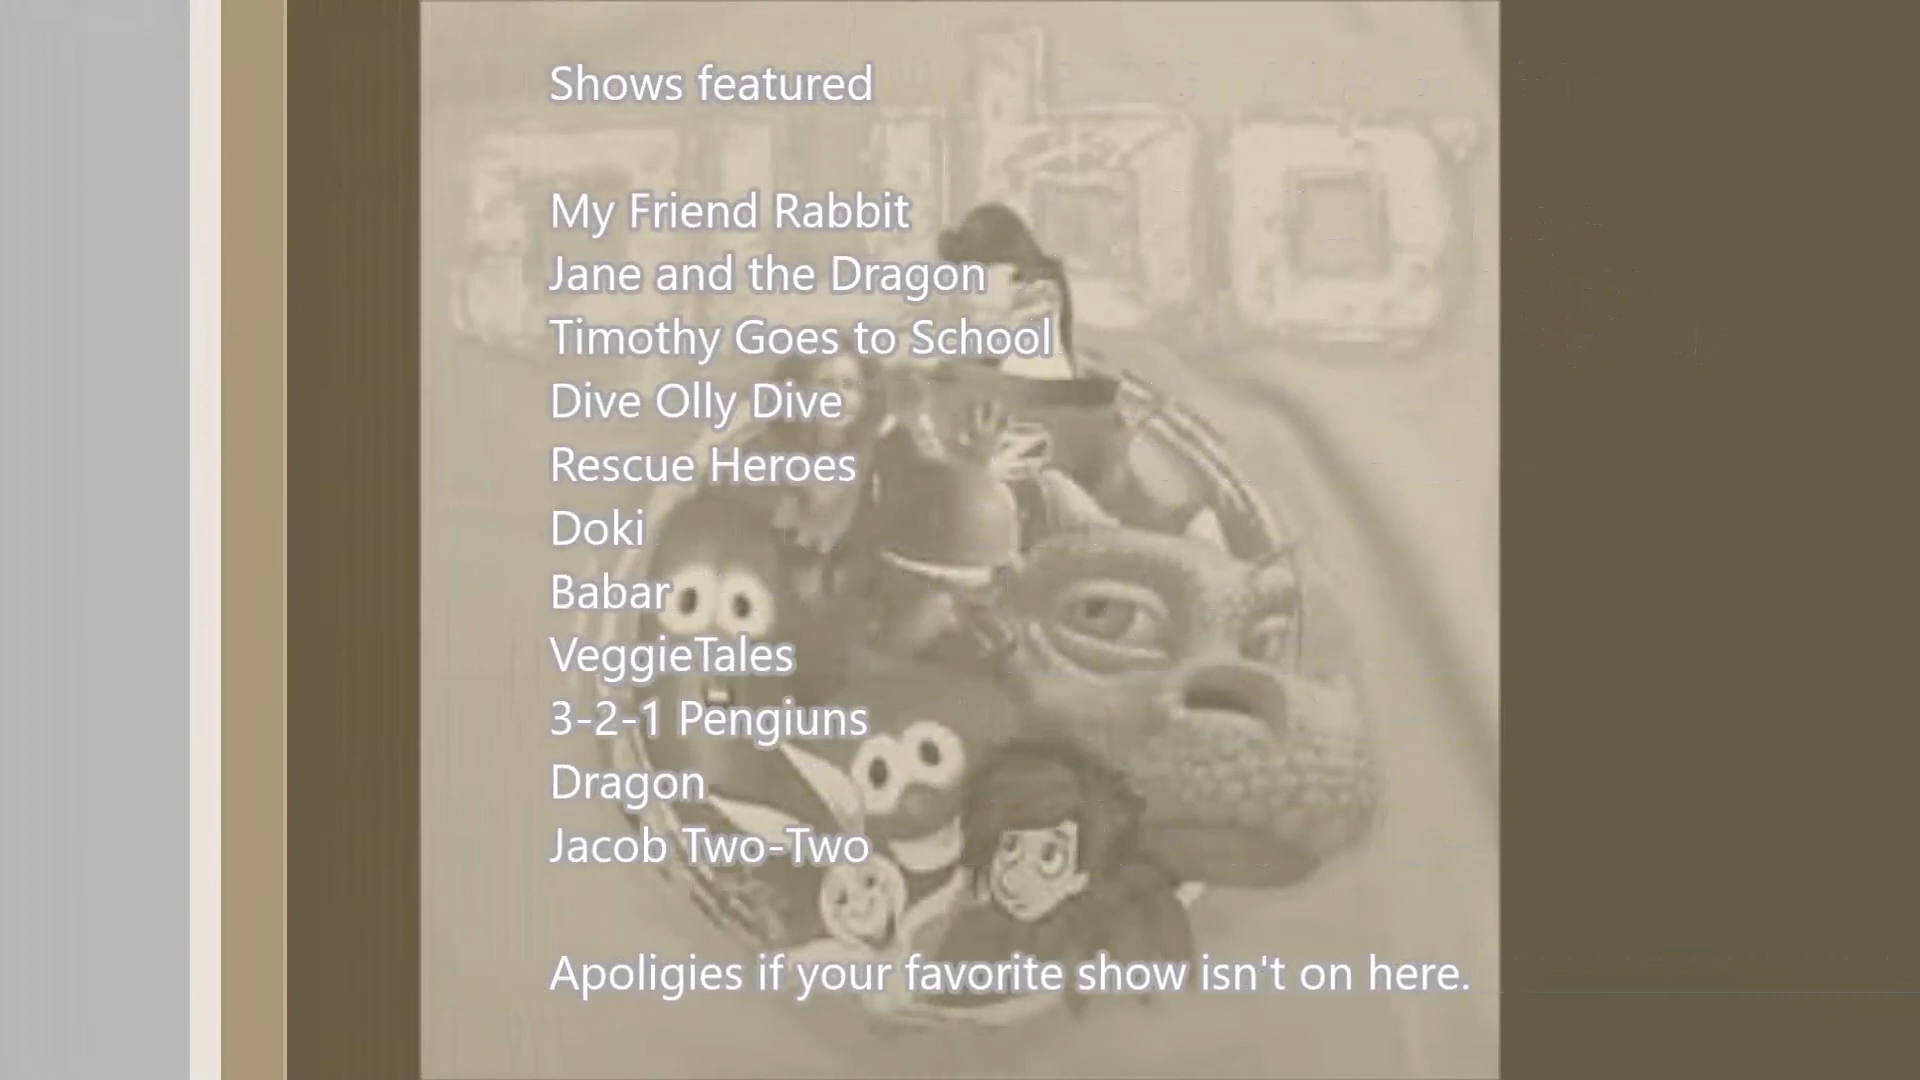 qubo
Shows featured
My Friend Rabbit
Jane and the Dragon
Timothy Goes to School
Dive Olly Dive
Rescue Heroes
Doki
Babar
VeggieTales
3-2-1 Pengiuns
Dragon
Jacob Two-Two
Apoligies if your favorite show isn't on here.